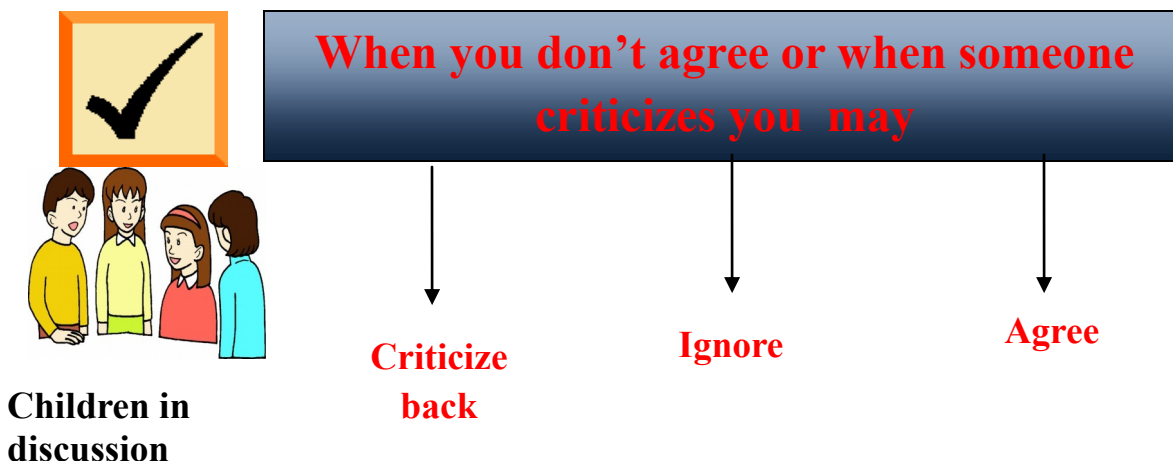 When you don’t agree or when someone
criticizes you may
Criticize
back
Ignore
Agree
Children in
discussion